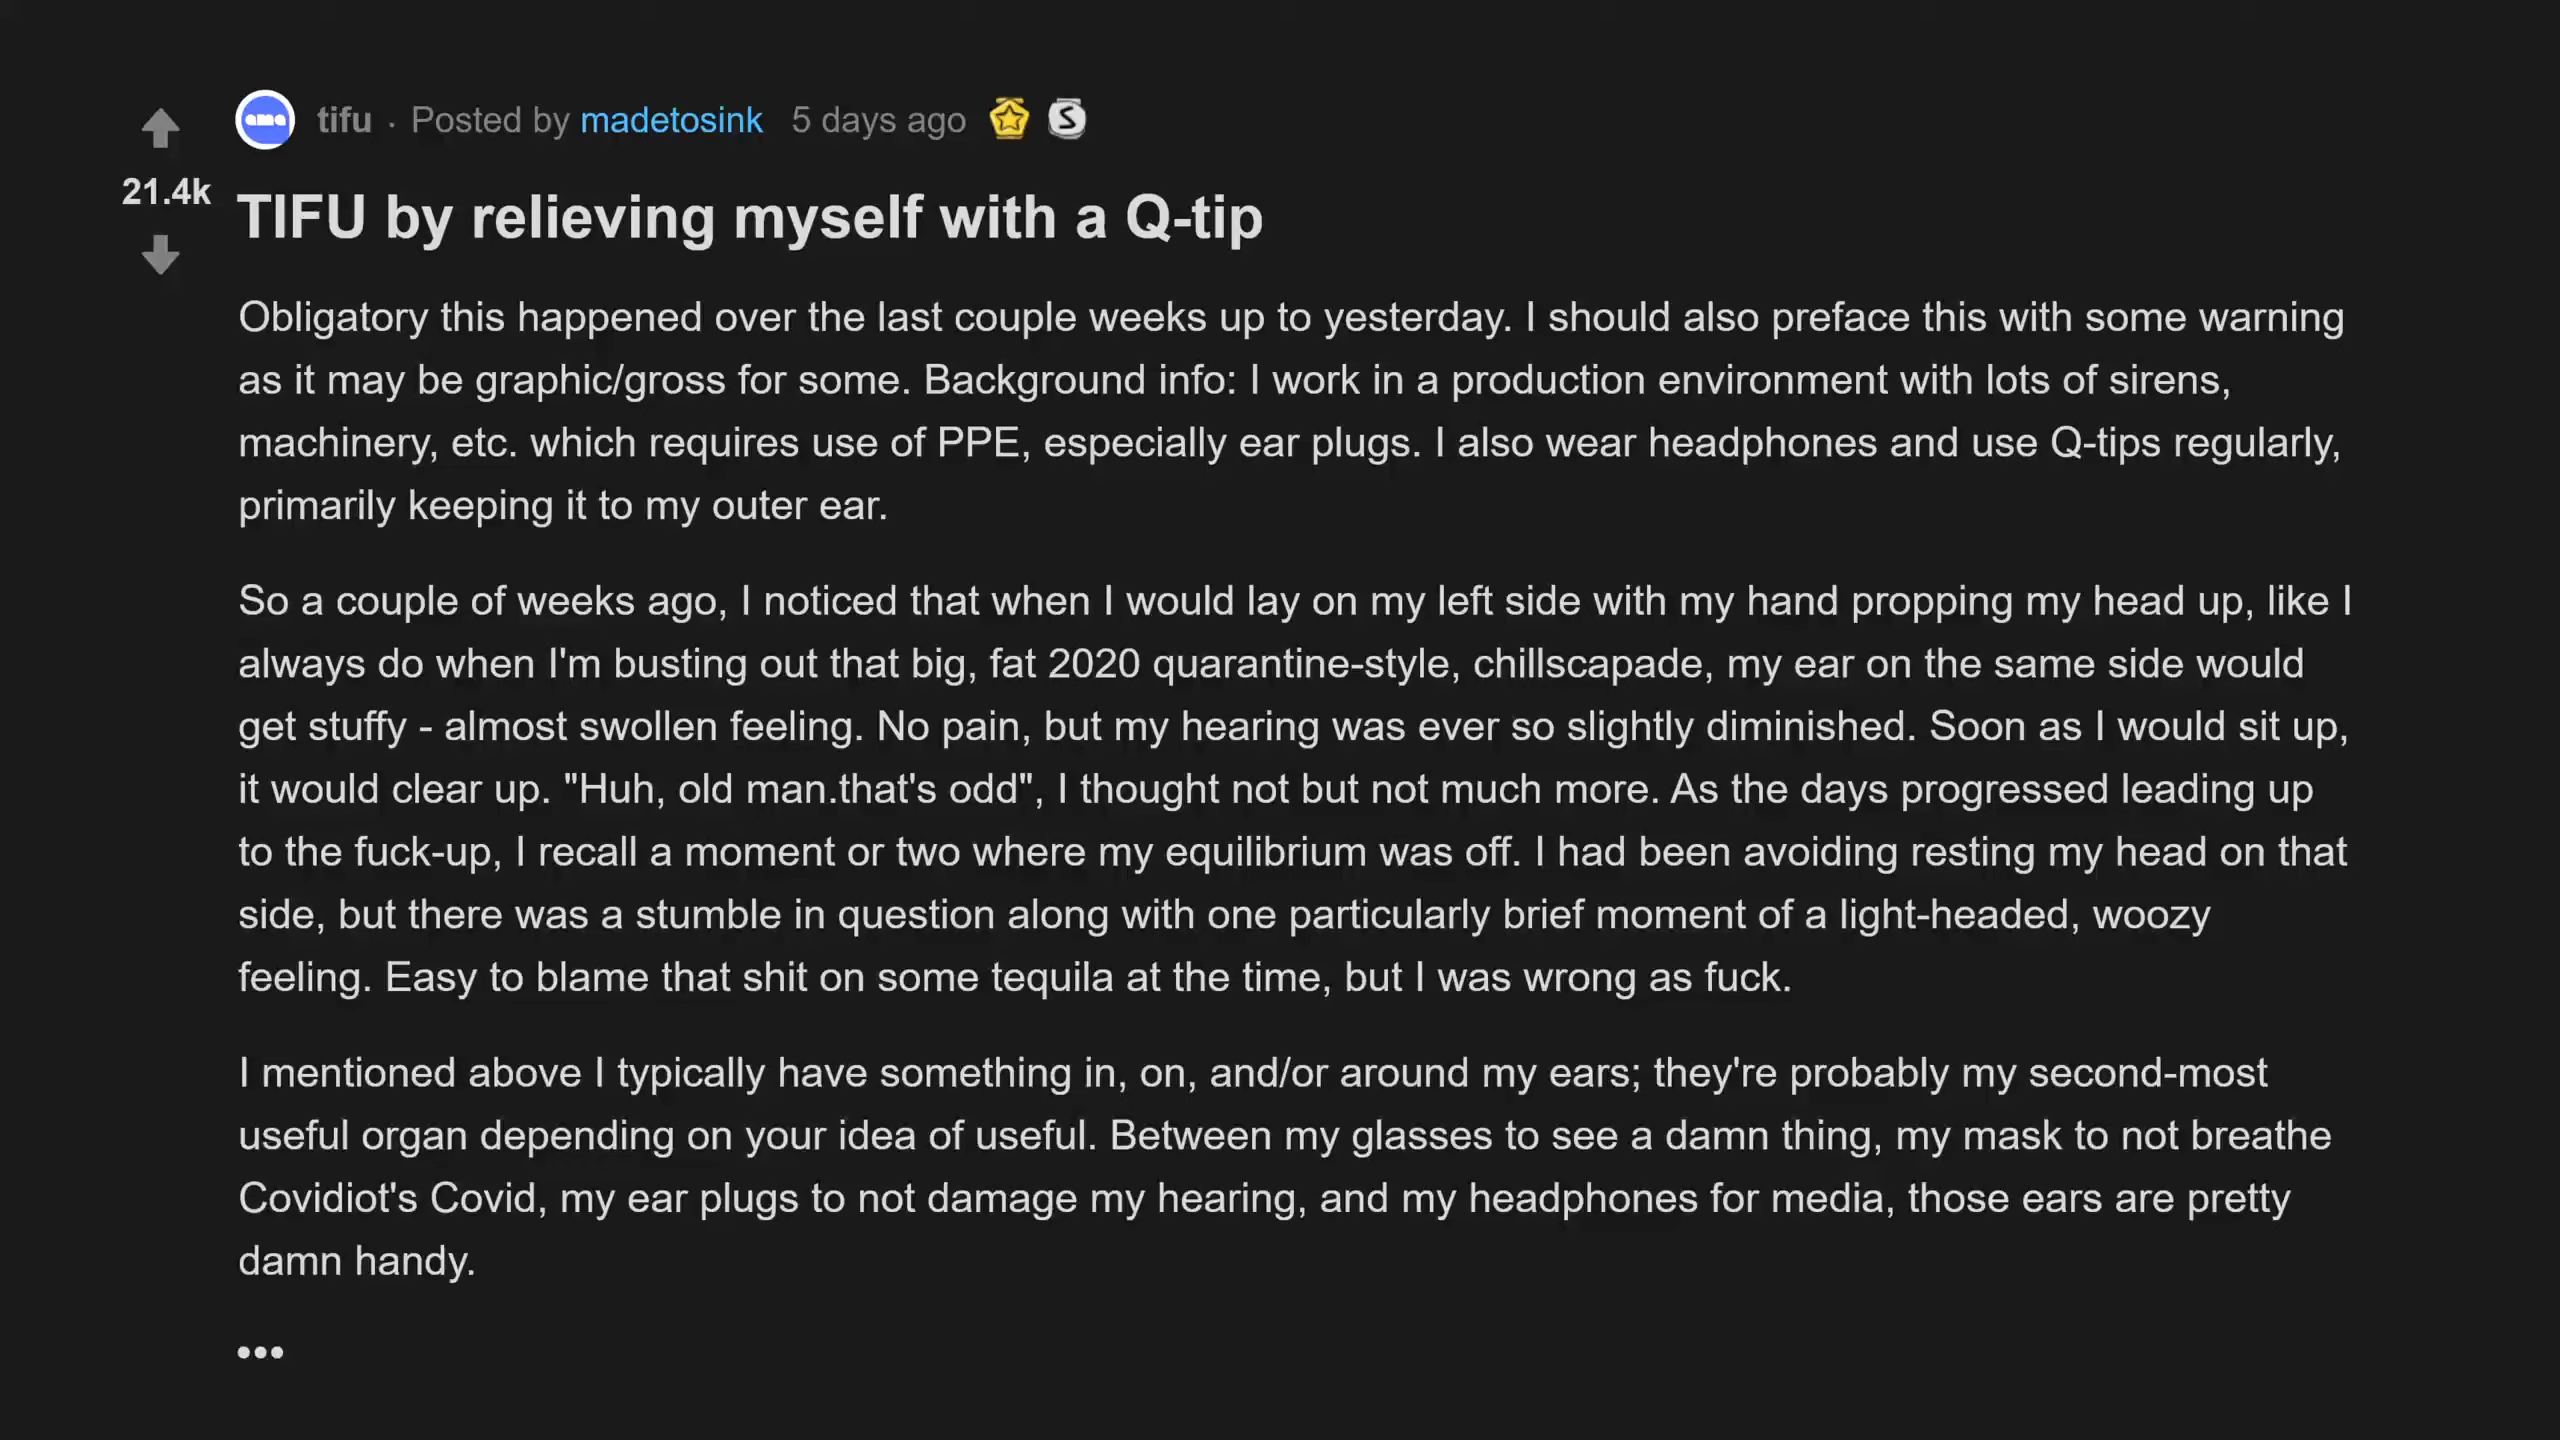 ama tifu · Posted by madetosink 5 days ago S
21.4k
TIFU by relieving myself with a Q-tip
Obligatory this happened over the last couple weeks up to yesterday. I should also preface this with some warning
as it may be graphic/gross for some. Background info: I work in a production environment with lots of sirens,
machinery, etc. which requires use of PPE, especially ear plugs. I also wear headphones and use Q-tips regularly,
primarily keeping it to my outer ear.
So a couple of weeks ago, I noticed that when I would lay on my left side with my hand propping my head up, like I
always do when I'm busting out that big, fat 2020 quarantine-style, chillscapade, my ear on the same side would
get stuffy - almost swollen feeling. No pain, but my hearing was ever so slightly diminished. Soon as I would sit up,
it would clear up. "Huh, old man.that's odd", I thought not but not much more. As the days progressed leading up
to the fuck-up, I recall a moment or two where my equilibrium was off. I had been avoiding resting my head on that
side, but there was a stumble in question along with one particularly brief moment of a light-headed, woozy
feeling. Easy to blame that shit on some tequila at the time, but I was wrong as fuck.
I mentioned above I typically have something in, on, and/or around my ears; they're probably my second-most
useful organ depending on your idea of useful. Between my glasses to see a damn thing, my mask to not breathe
Covidiot's Covid, my ear plugs to not damage my hearing, and my headphones for media, those ears are pretty
damn handy.
•••